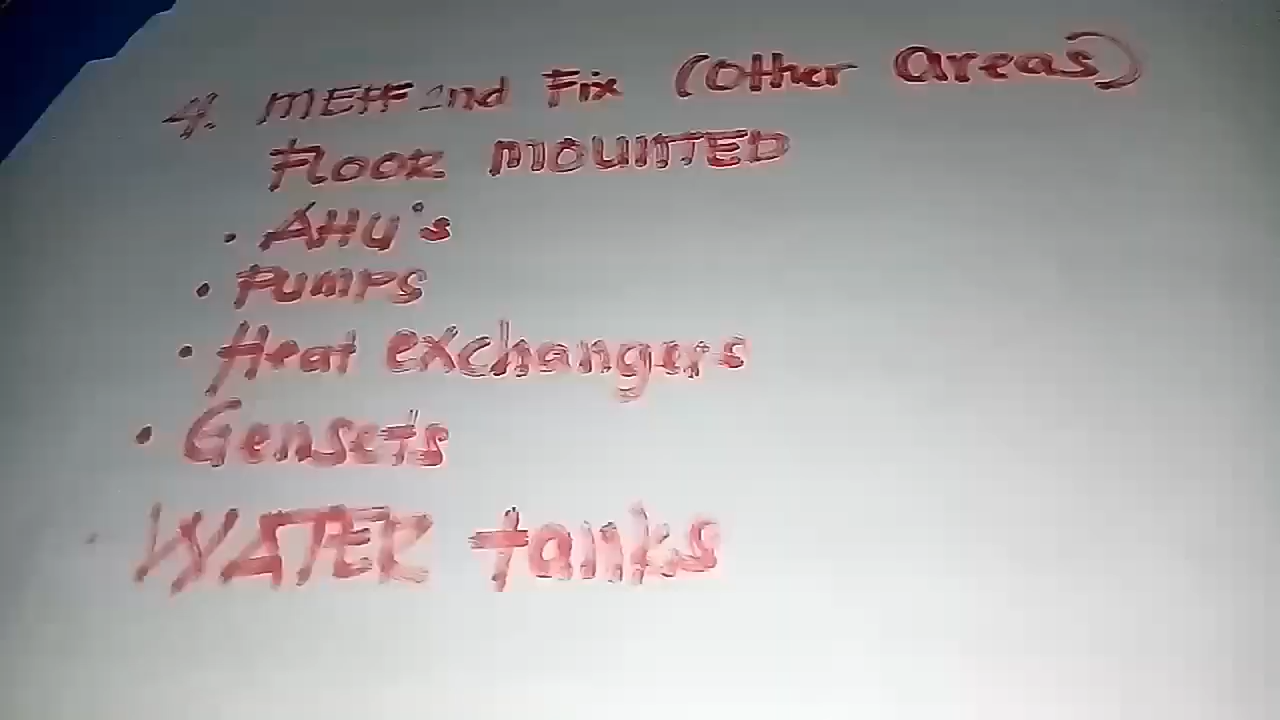 4. MEFF 2nd Fix (Other areas)
FLOOR MOUNTED
. AHU's
. PUMPS
. Heat exchangers
. Gensets
. WATER tanks